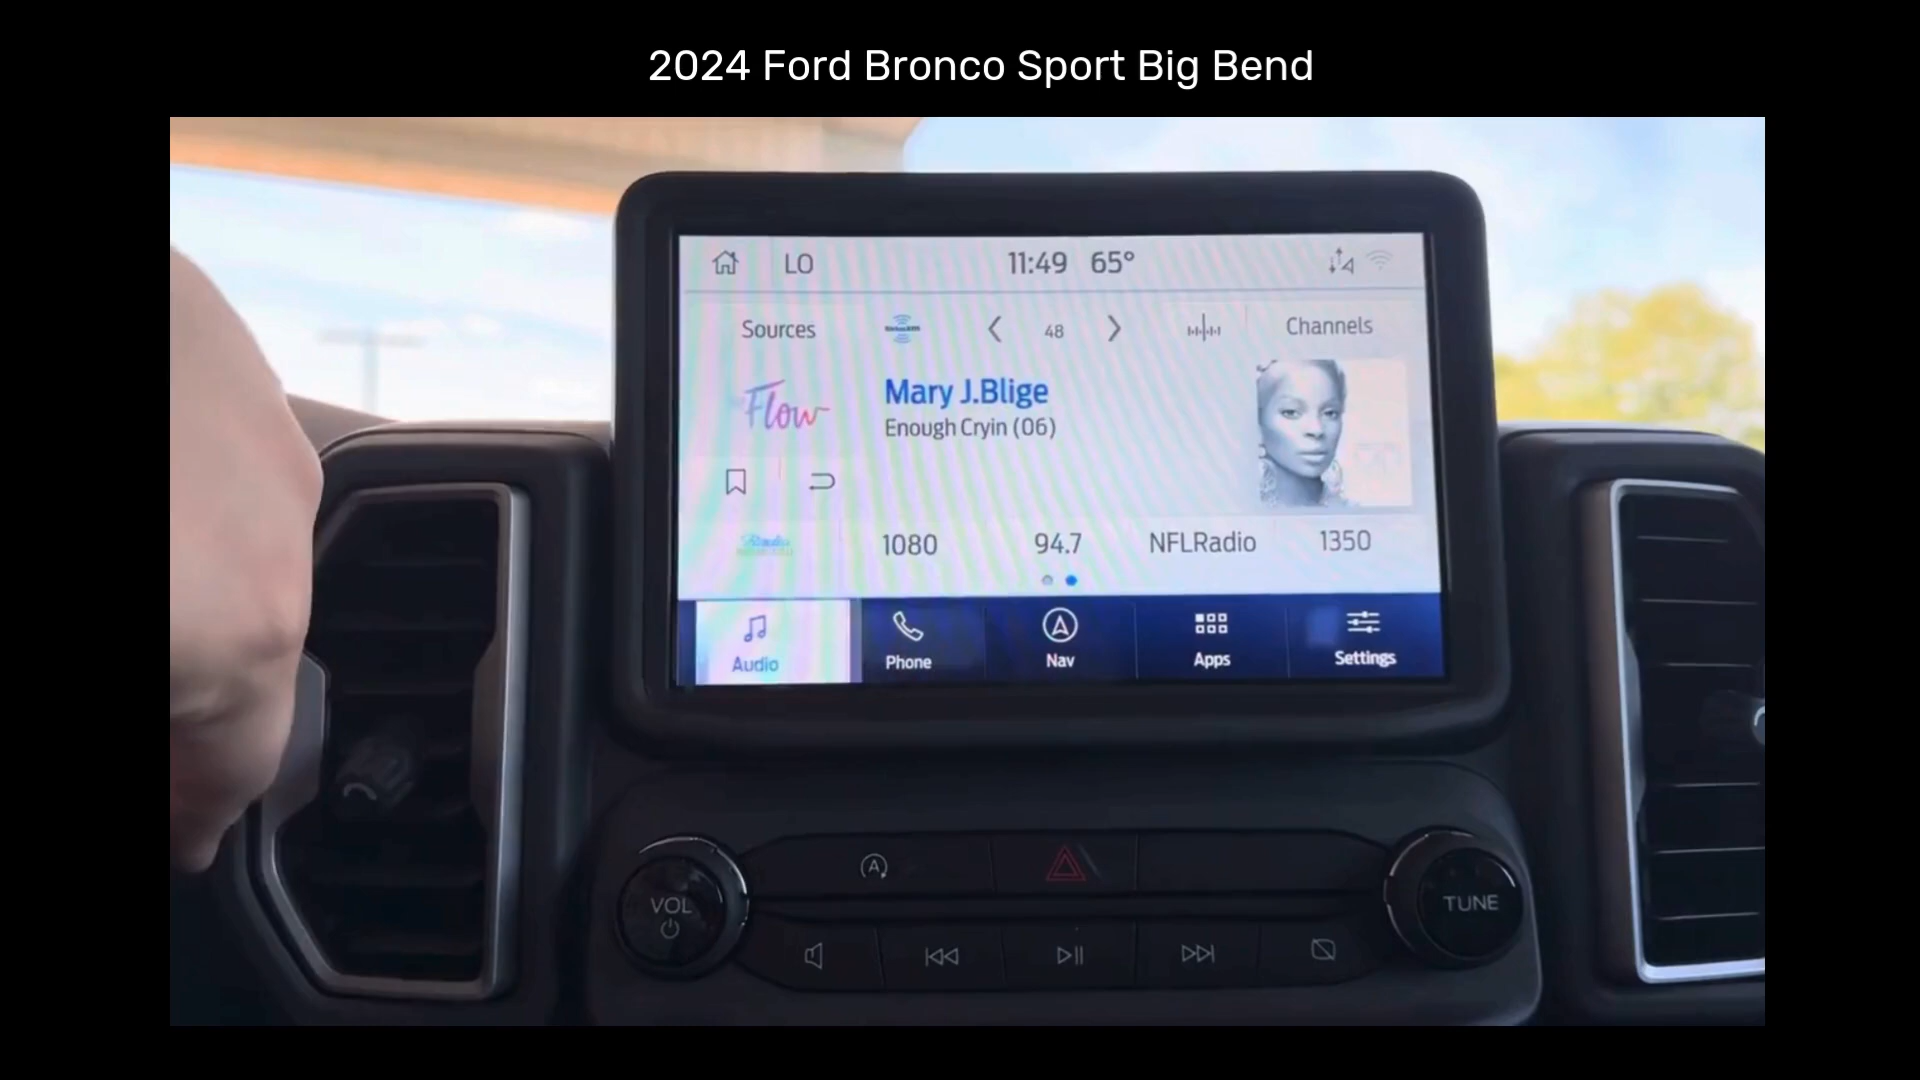 2024 Ford Bronco Sport Big Bend
LO 11:49 65°
Sources SiriusXM 48 Channels
Flow
Mary J.Blige
Enough Cryin (06)
1080 94.7 NFLRadio 1350
Audio Phone Nav Apps Settings
A
VOL TUNE